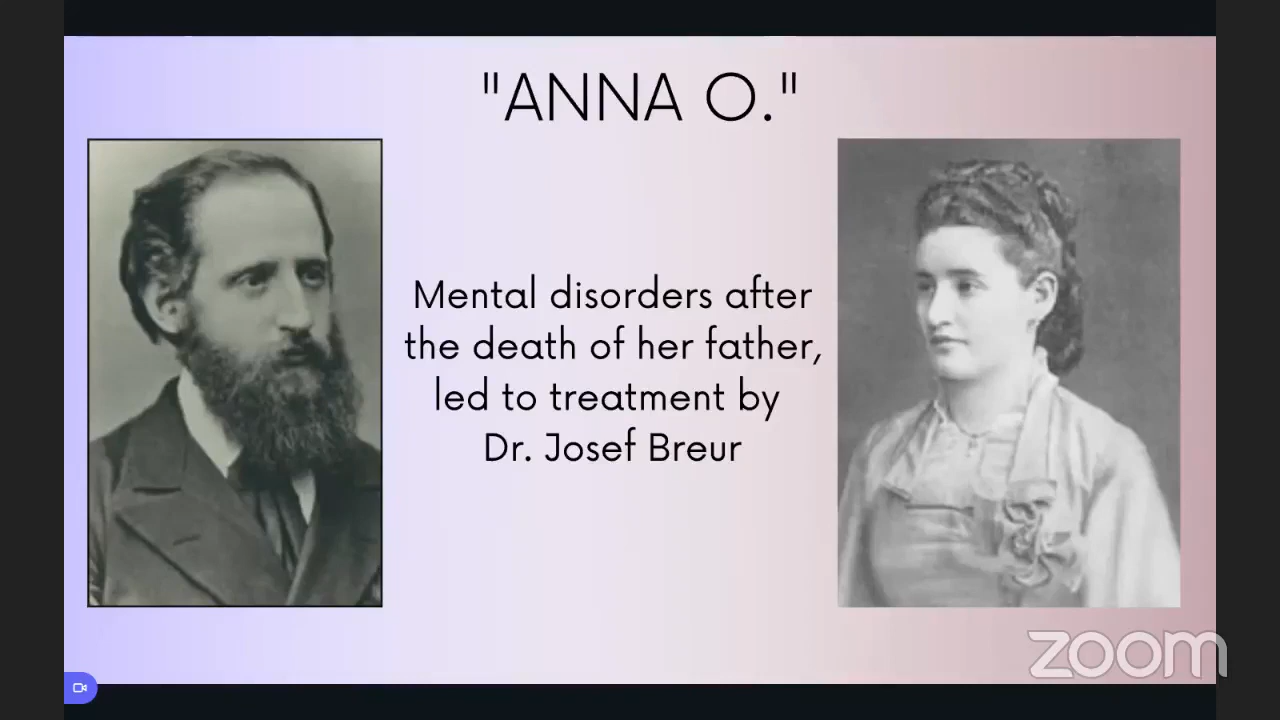 "ANNA O."
Mental disorders after
the death of her father,
led to treatment by
Dr. Josef Breur
zoom